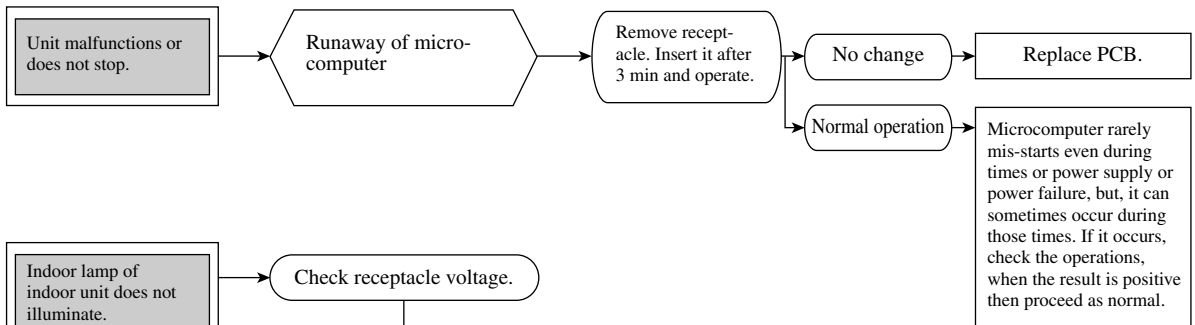 Unit malfunctions or
does not stop.
Runaway of micro-
computer
Remove recept-
acle. Insert it after
3 min and operate.
No change
Replace PCB.
Normal operation
Microcomputer rarely
mis-starts even during
times or power supply or
power failure, but, it can
sometimes occur during
those times. If it occurs,
check the operations,
when the result is positive
then proceed as normal.
Indoor lamp of
indoor unit does not
illuminate.
Check receptacle voltage.